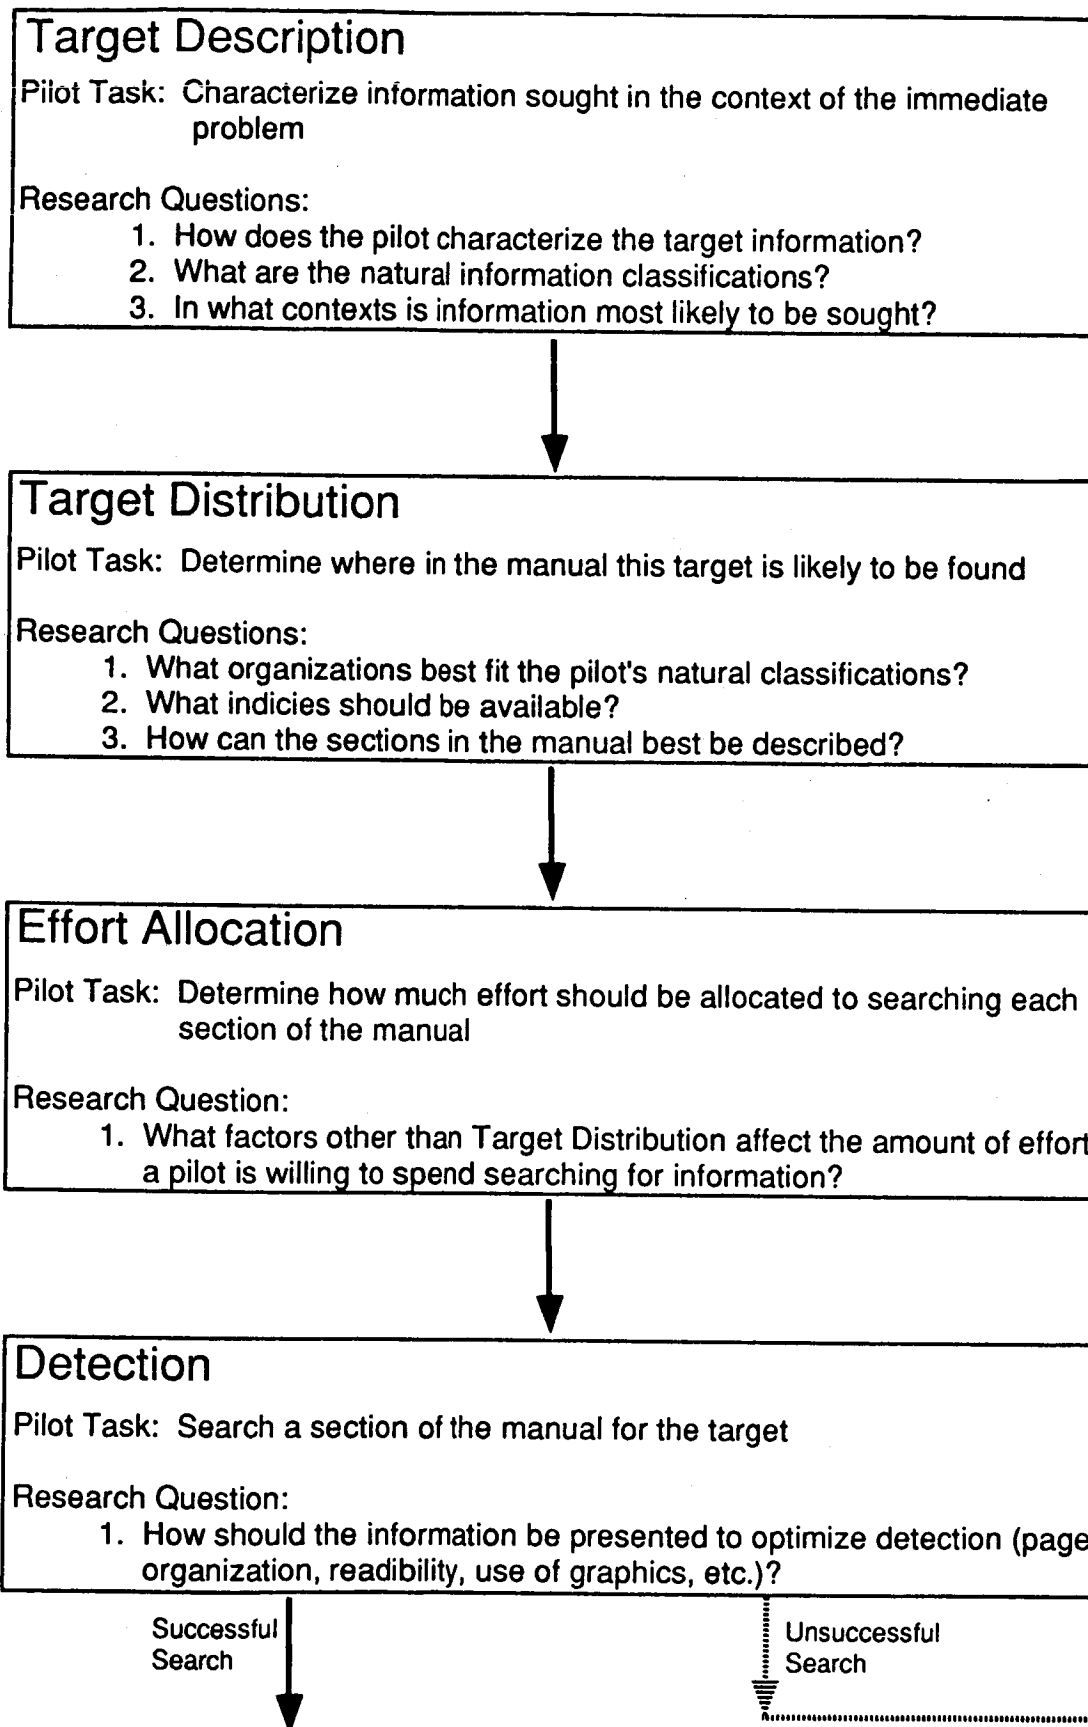 Target Description
Pilot Task: Characterize information sought in the context of the immediate
problem
Research Questions:
1. How does the pilot characterize the target information?
2. What are the natural information classifications?
3. In what contexts is information most likely to be sought?
Target Distribution
Pilot Task: Determine where in the manual this target is likely to be found
Research Questions:
1. What organizations best fit the pilot's natural classifications?
2. What indicies should be available?
3. How can the sections in the manual best be described?
Effort Allocation
Pilot Task: Determine how much effort should be allocated to searching each
section of the manual
Research Question:
1. What factors other than Target Distribution affect the amount of effort
a pilot is willing to spend searching for information?
Detection
Pilot Task: Search a section of the manual for the target
Research Question:
1. How should the information be presented to optimize detection (page
organization, readibility, use of graphics, etc.)?
Successful
Search
Unsuccessful
Search